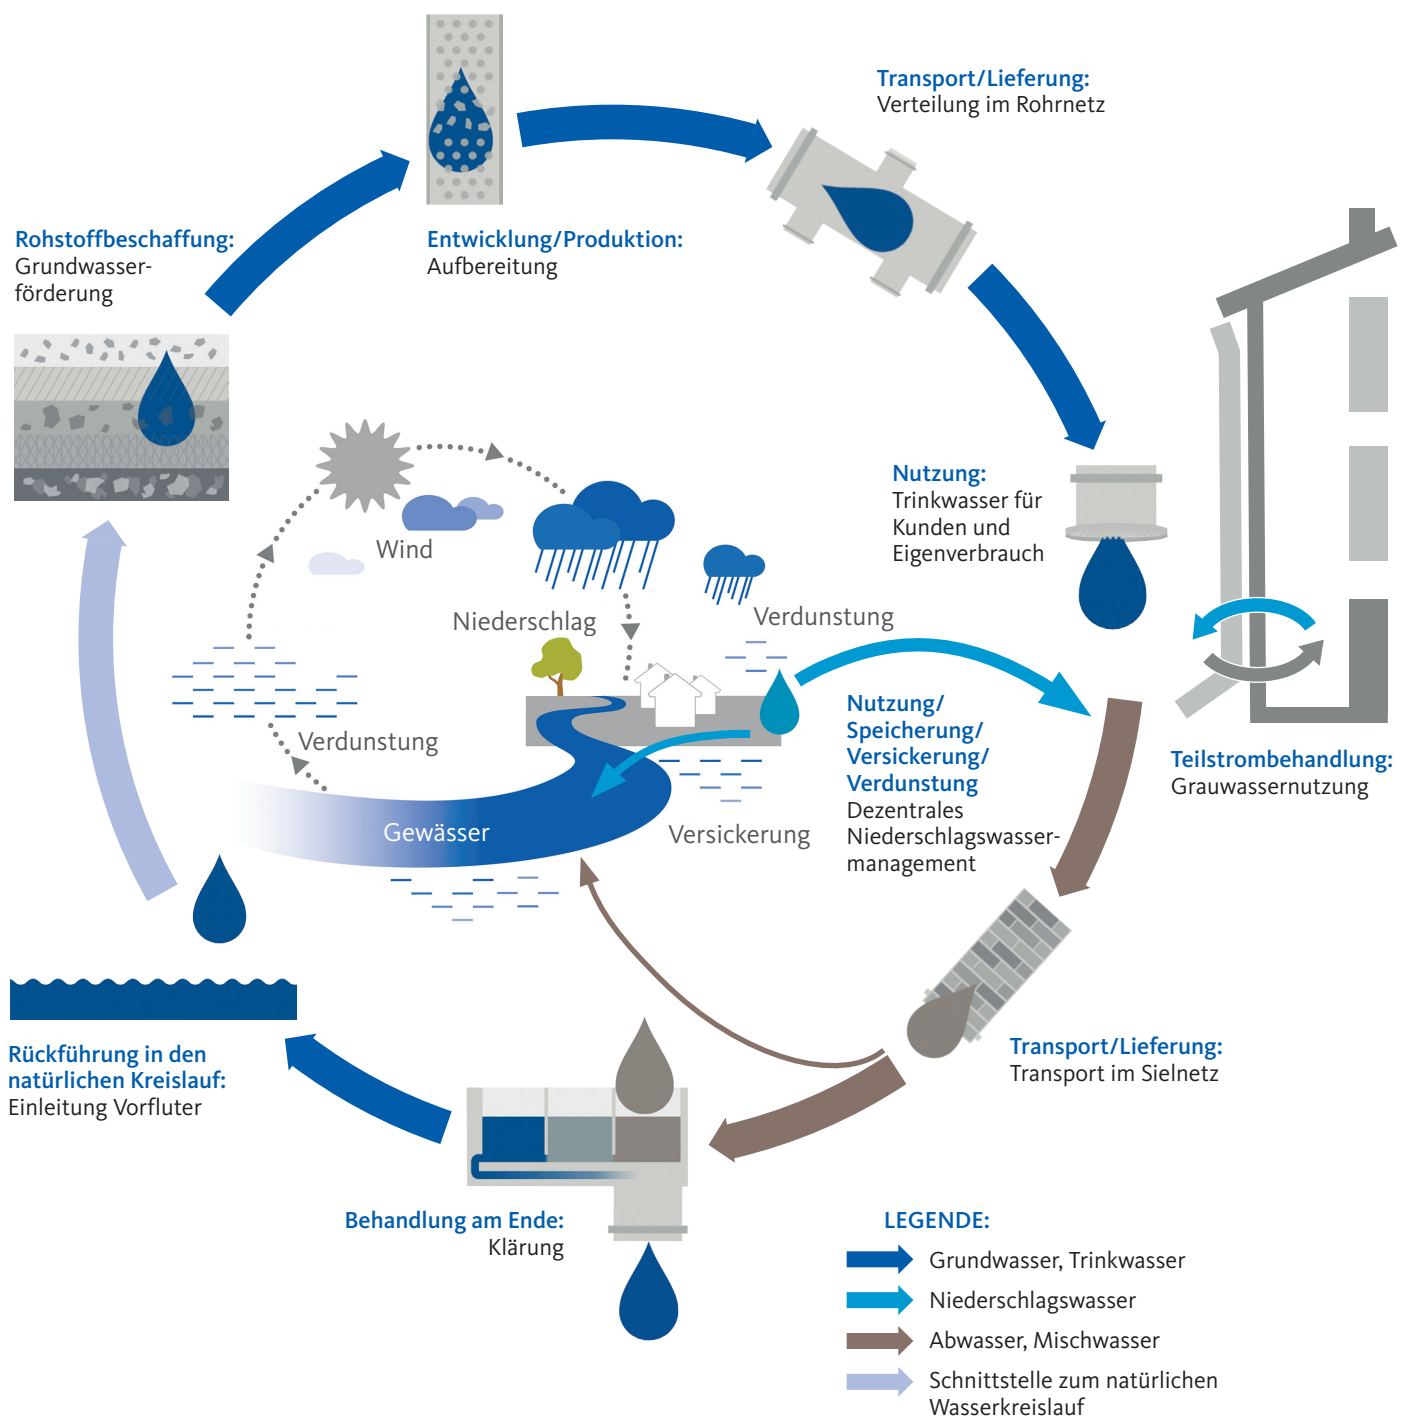 Transport/Lieferung:
Verteilung im Rohrnetz
Rohstoffbeschaffung:
Grundwasser-
förderung
Entwicklung/Produktion:
Aufbereitung
Nutzung:
Trinkwasser für
Kunden und
Eigenverbrauch
Wind
Niederschlag
Verdunstung
Verdunstung
Nutzung/
Speicherung/
Versickerung/
Verdunstung
Dezentrales
Niederschlagswasser-
management
Teilstrombehandlung:
Grauwassernutzung
Gewässer
Versickerung
Rückführung in den
natürlichen Kreislauf:
Einleitung Vorfluter
Transport/Lieferung:
Transport im Sielnetz
Behandlung am Ende:
Klärung
LEGENDE:
Grundwasser, Trinkwasser
Niederschlagswasser
Abwasser, Mischwasser
Schnittstelle zum natürlichen
Wasserkreislauf